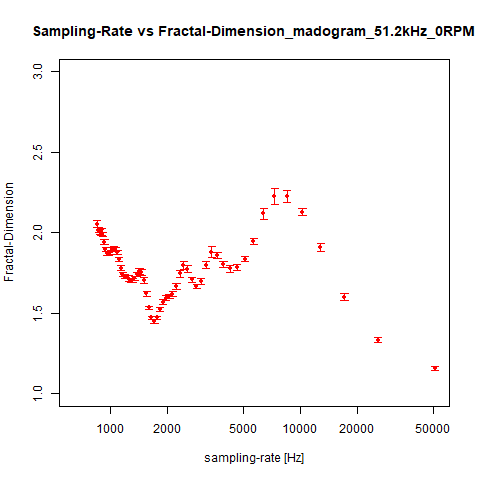 Sampling-Rate vs Fractal-Dimension_madogram_51.2kHz_0RPM
3.0
2.5
2.0
1.5
1.0
Fractal-Dimension
1000 2000 5000 10000 20000 50000
sampling-rate [Hz]